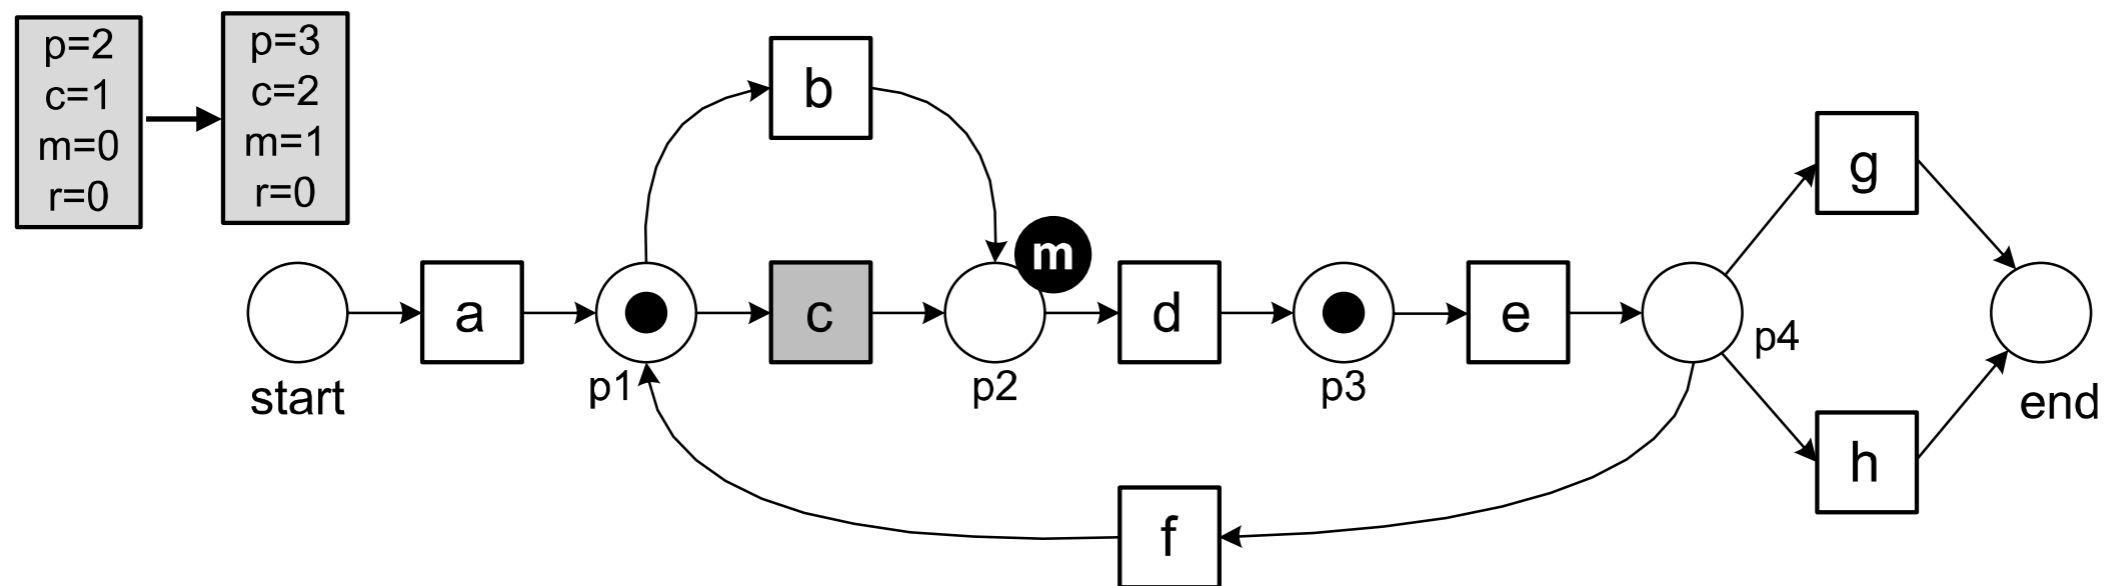 p=2
c=1
m=0
r=0
p=3
c=2
m=1
r=0
b
g
m
a
c
d
e
start
p1
p2
p3
p4
end
h
f